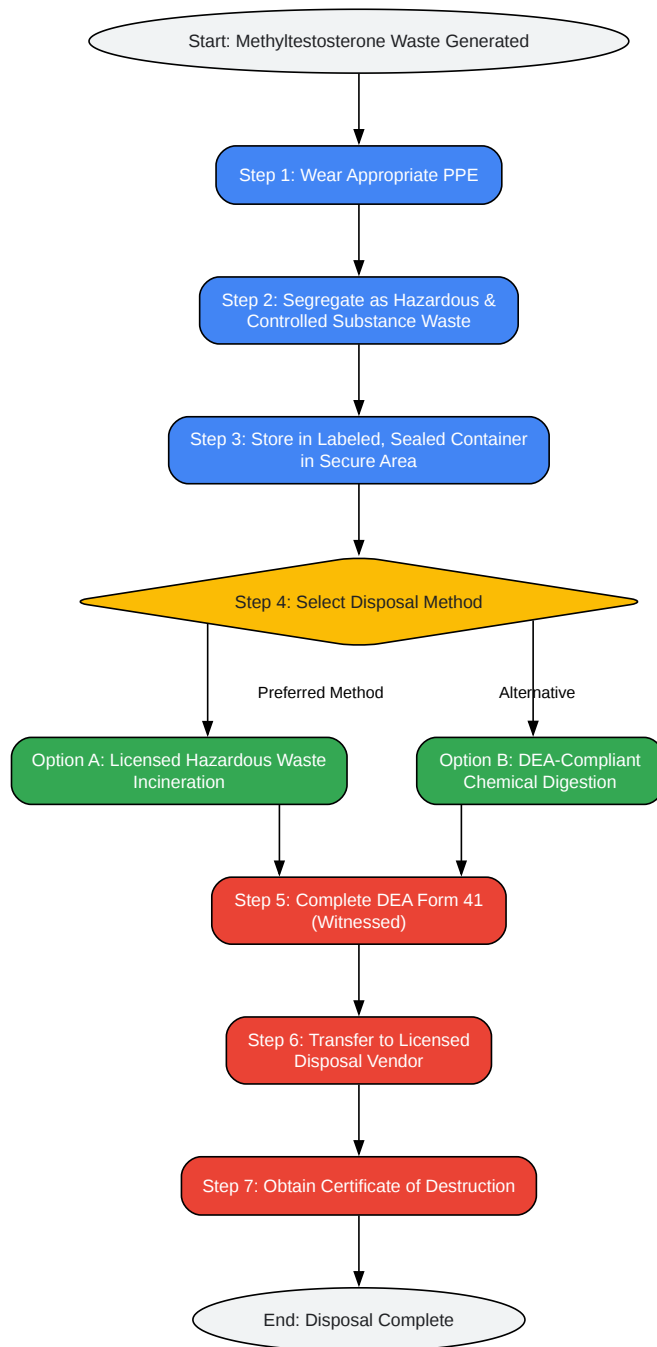 Start: Methyltestosterone Waste Generated
Step 1: Wear Appropriate PPE
Step 2: Segregate as Hazardous &
Controlled Substance Waste
Step 3: Store in Labeled, Sealed Container
in Secure Area
Step 4: Select Disposal Method
Preferred Method
Alternative
Option A: Licensed Hazardous Waste
Incineration
Option B: DEA-Compliant
Chemical Digestion
Step 5: Complete DEA Form 41
(Witnessed)
Step 6: Transfer to Licensed
Disposal Vendor
Step 7: Obtain Certificate of Destruction
End: Disposal Complete